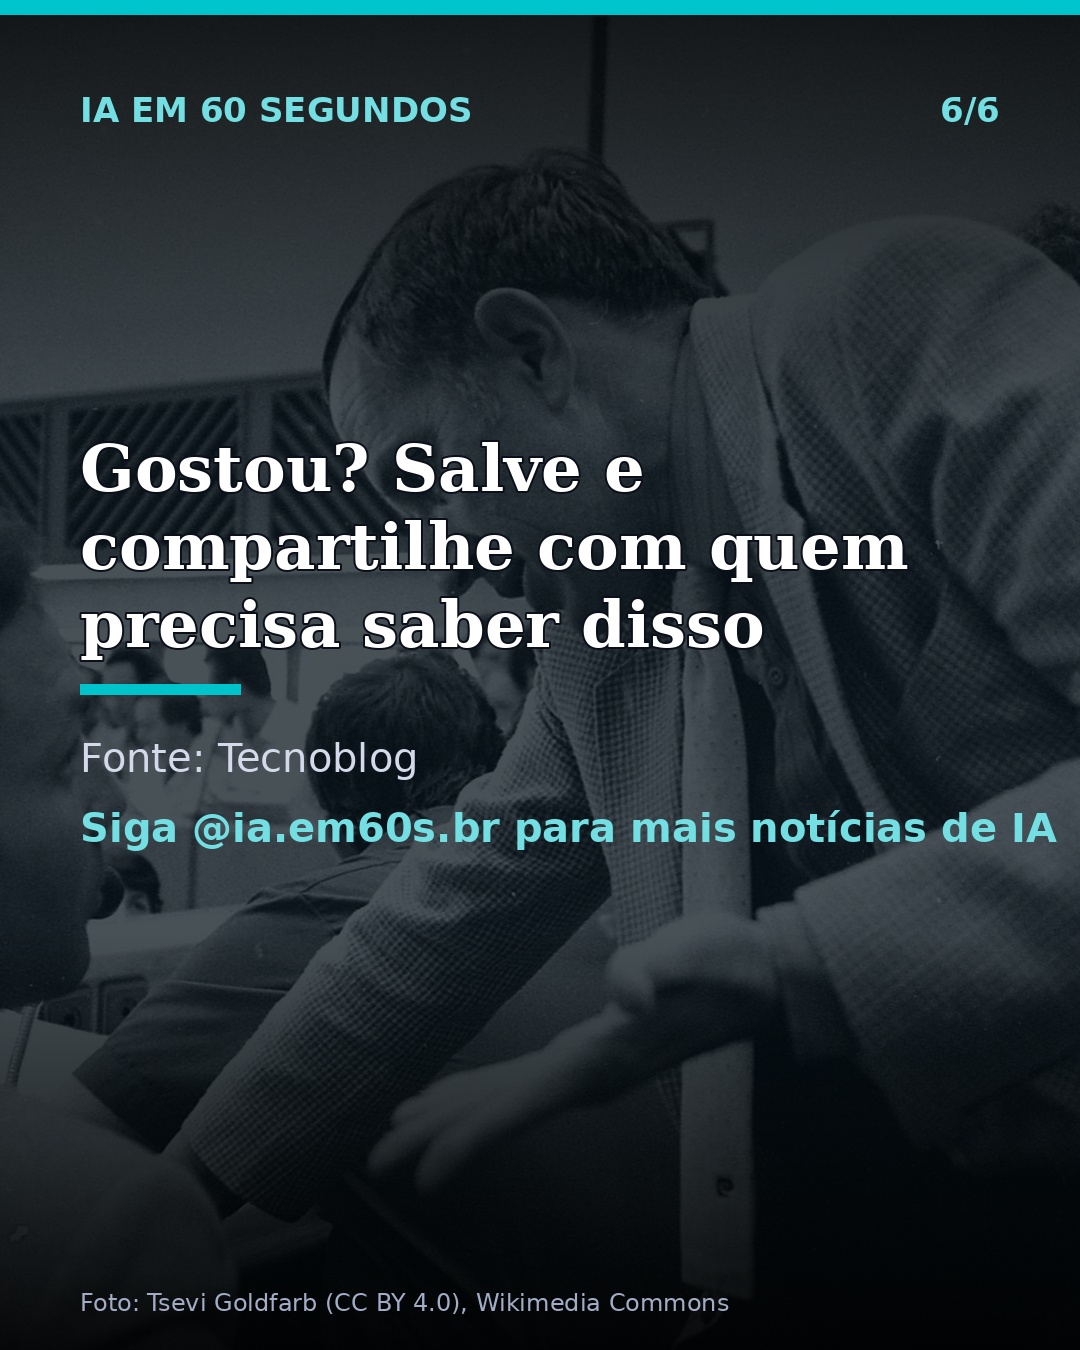 IA EM 60 SEGUNDOS
6/6
Gostou? Salve e
compartilhe com quem
precisa saber disso
Fonte: Tecnoblog
Siga @ia.em60s.br para mais notícias de IA
Foto: Tsevi Goldfarb (CC BY 4.0), Wikimedia Commons